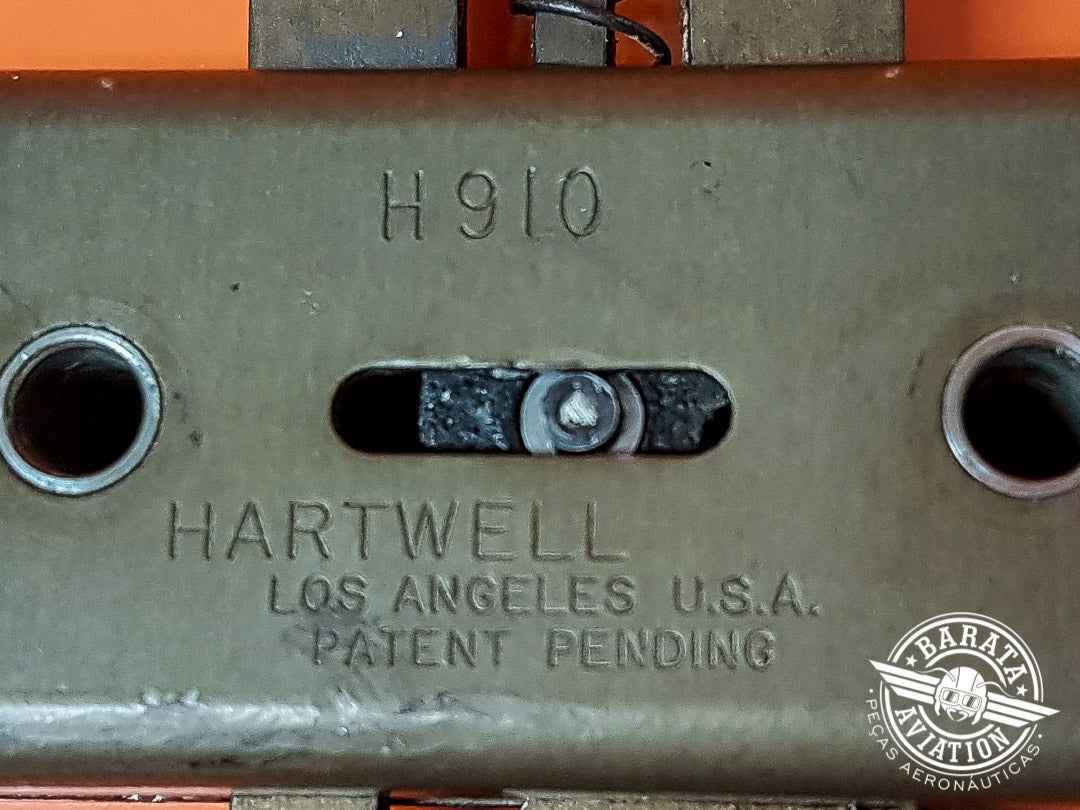 H910
HARTWELL
LOS ANGELES U.S.A.
PATENT PENDING
BARATA
AVIATION
PEÇAS AERONÁUTICAS